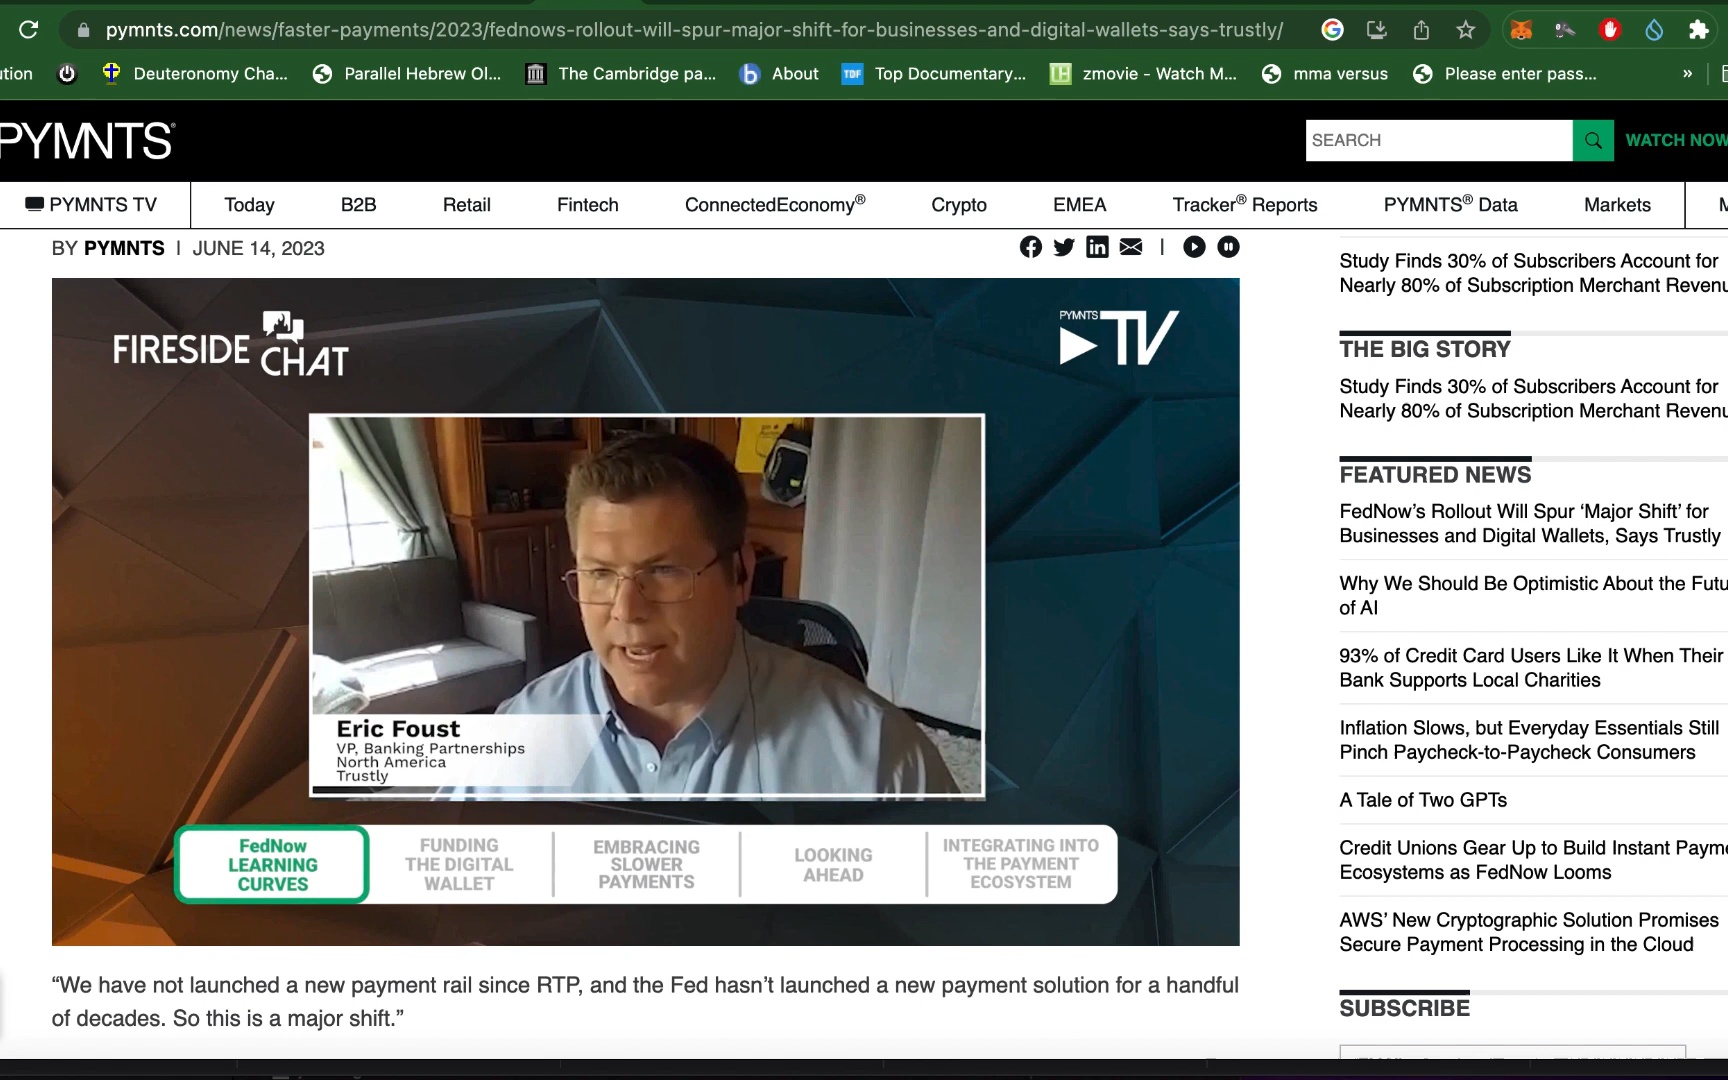 pymnts.com/news/faster-payments/2023/fednows-rollout-will-spur-major-shift-for-businesses-and-digital-wallets-says-trustly/
Deuteronomy Cha...
Parallel Hebrew Ol...
The Cambridge pa...
About
TDF
Top Documentary...
zmovie - Watch M...
mma versus
Please enter pass...
»
PYMNTS
SEARCH
WATCH NOW
PYMNTS TV
Today
B2B
Retail
Fintech
ConnectedEconomy®
Crypto
EMEA
Tracker® Reports
PYMNTS® Data
Markets
BY PYMNTS | JUNE 14, 2023
FIRESIDE CHAT
PYMNTS TV
Eric Foust
VP, Banking Partnerships
North America
Trustly
FedNow
LEARNING
CURVES
FUNDING
THE DIGITAL
WALLET
EMBRACING
SLOWER
PAYMENTS
LOOKING
AHEAD
INTEGRATING INTO
THE PAYMENT
ECOSYSTEM
“We have not launched a new payment rail since RTP, and the Fed hasn’t launched a new payment solution for a handful
of decades. So this is a major shift.”
Study Finds 30% of Subscribers Account for
Nearly 80% of Subscription Merchant Revenu
THE BIG STORY
Study Finds 30% of Subscribers Account for
Nearly 80% of Subscription Merchant Revenu
FEATURED NEWS
FedNow’s Rollout Will Spur ‘Major Shift’ for
Businesses and Digital Wallets, Says Trustly
Why We Should Be Optimistic About the Futu
of AI
93% of Credit Card Users Like It When Their
Bank Supports Local Charities
Inflation Slows, but Everyday Essentials Still
Pinch Paycheck-to-Paycheck Consumers
A Tale of Two GPTs
Credit Unions Gear Up to Build Instant Payme
Ecosystems as FedNow Looms
AWS’ New Cryptographic Solution Promises
Secure Payment Processing in the Cloud
SUBSCRIBE